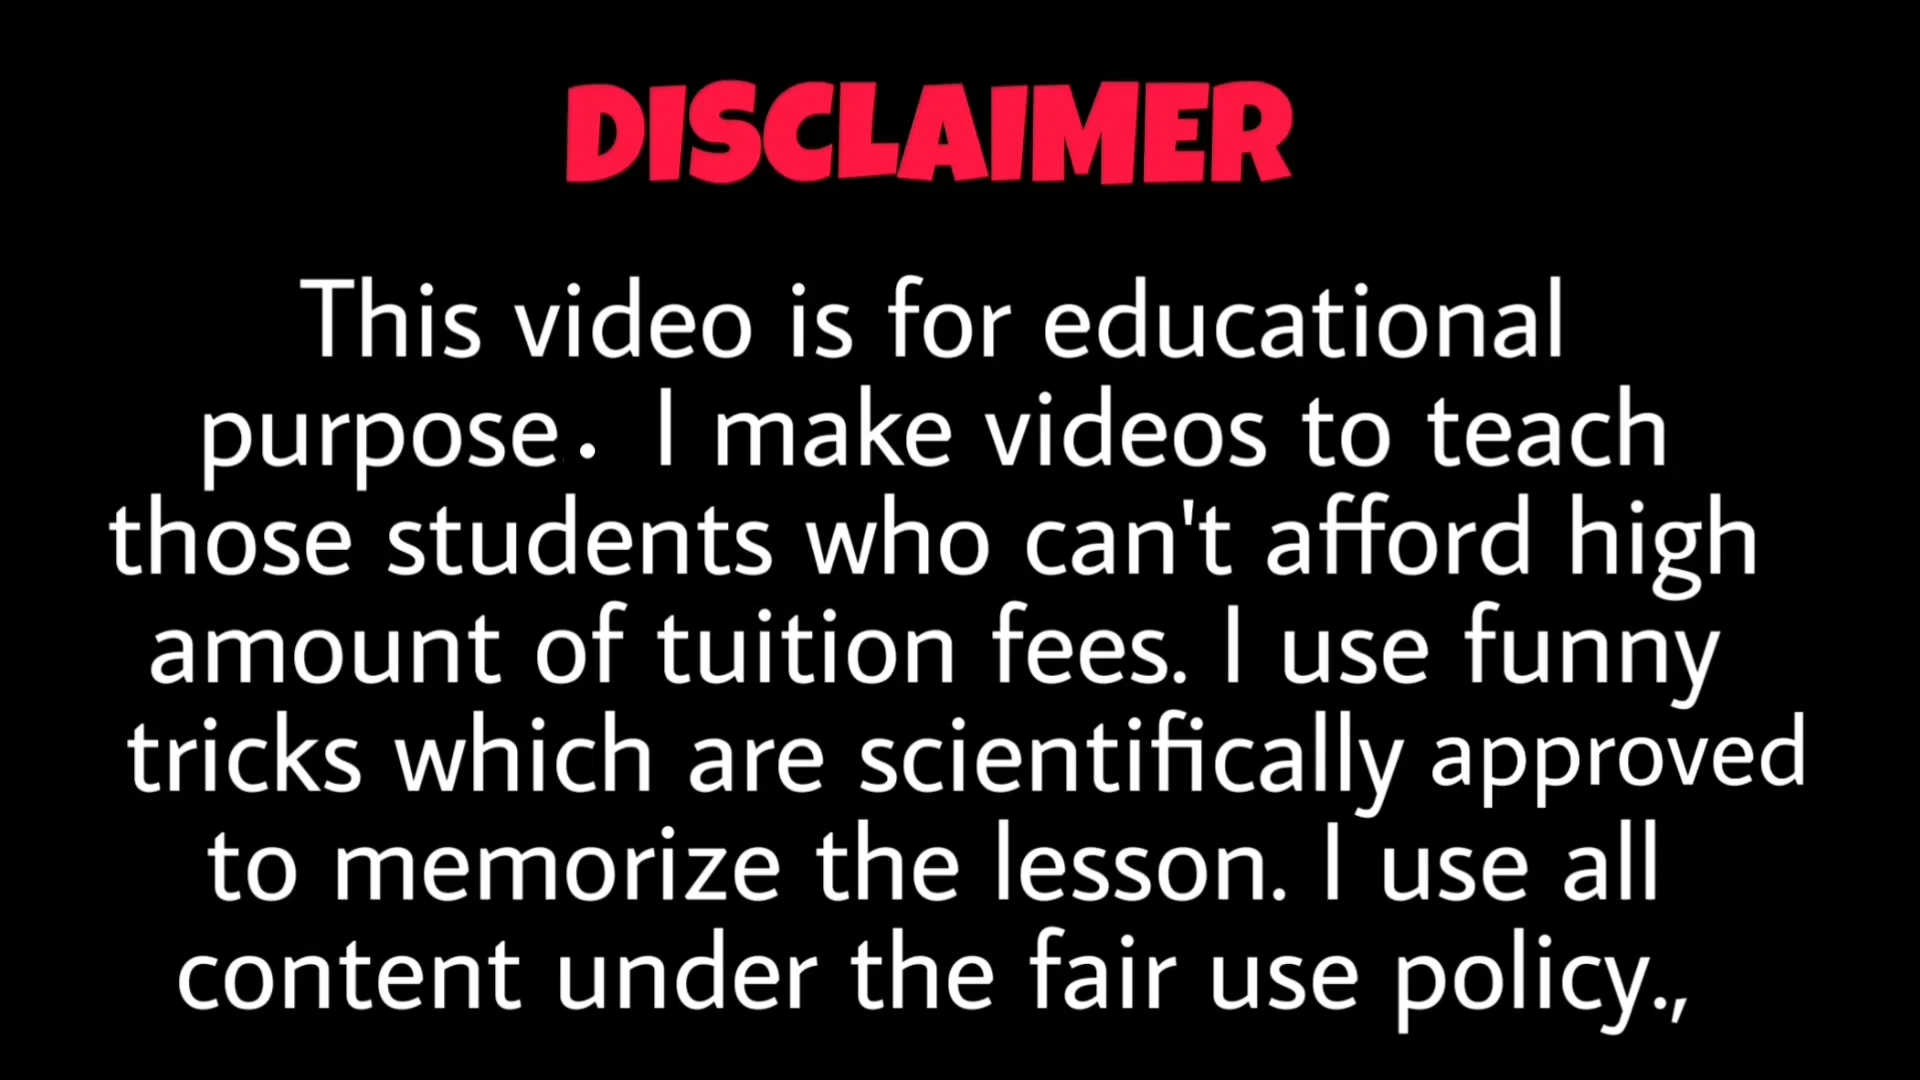 DISCLAIMER
This video is for educational
purpose. I make videos to teach
those students who can't afford high
amount of tuition fees. I use funny
tricks which are scientifically approved
to memorize the lesson. I use all
content under the fair use policy.,